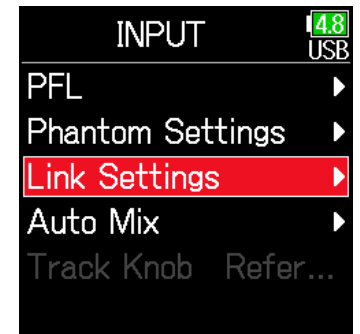 INPUT 4.8
USB
PFL
Phantom Settings
Link Settings
Auto Mix
Track Knob Refer...